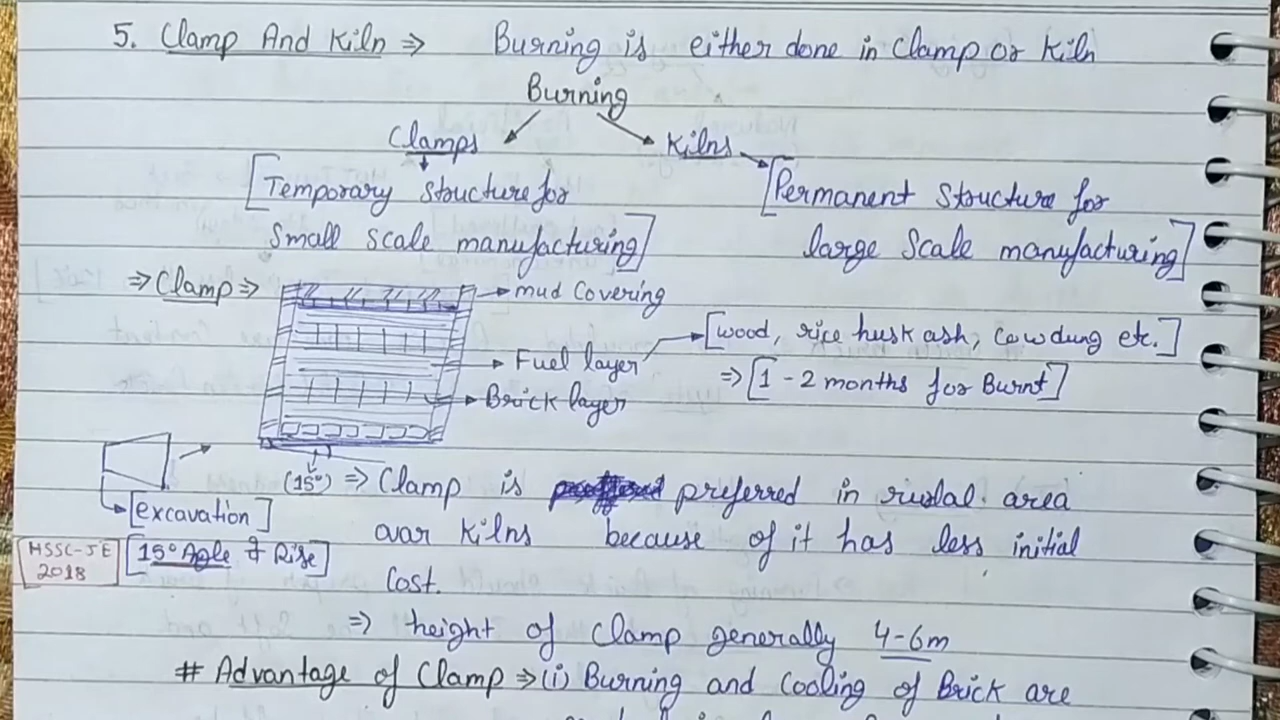 5. Clamp And Kiln ⇒ Burning is either done in Clamp or Kiln
Burning
Clamps
Kilns
[Temporary structure for
Small scale manufacturing]
[Permanent Structure for
large Scale manufacturing]
⇒ Clamp ⇒
mud Covering
Fuel layer
[wood, rice husk ash, Cowdung etc.]
⇒ [1 - 2 months for Burnt]
Brick layer
(15°)
[excavation]
HSSC-JE
2018
[15° Agle of Rise]
⇒ Clamp is preferred in rural area
over Kilns because of it has less initial
Cost.
⇒ height of Clamp generally 4-6m
# Advantage of Clamp ⇒ (i) Burning and Cooling of Brick are